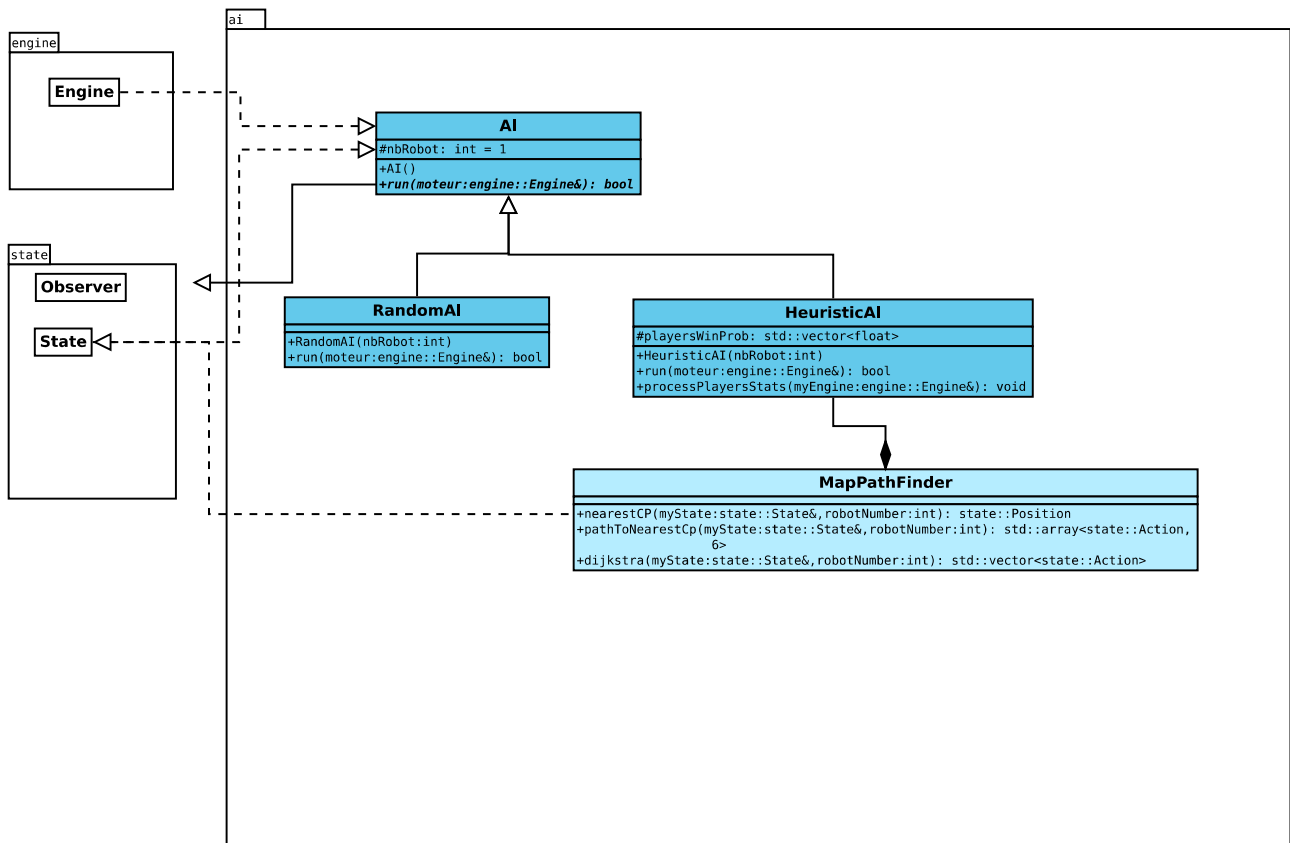 ai
engine
Engine
AI
#nbRobot: int = 1
+AI()
+run(moteur:engine::Engine&): bool
state
Observer
State
RandomAI
+RandomAI(nbRobot:int)
+run(moteur:engine::Engine&): bool
HeuristicAI
#playersWinProb: std::vector<float>
+HeuristicAI(nbRobot:int)
+run(moteur:engine::Engine&): bool
+processPlayersStats(myEngine:engine::Engine&): void
MapPathFinder
+nearestCP(myState:state::State&,robotNumber:int): state::Position
+pathToNearestCp(myState:state::State&,robotNumber:int): std::array<state::Action,
6>
+dijkstra(myState:state::State&,robotNumber:int): std::vector<state::Action>